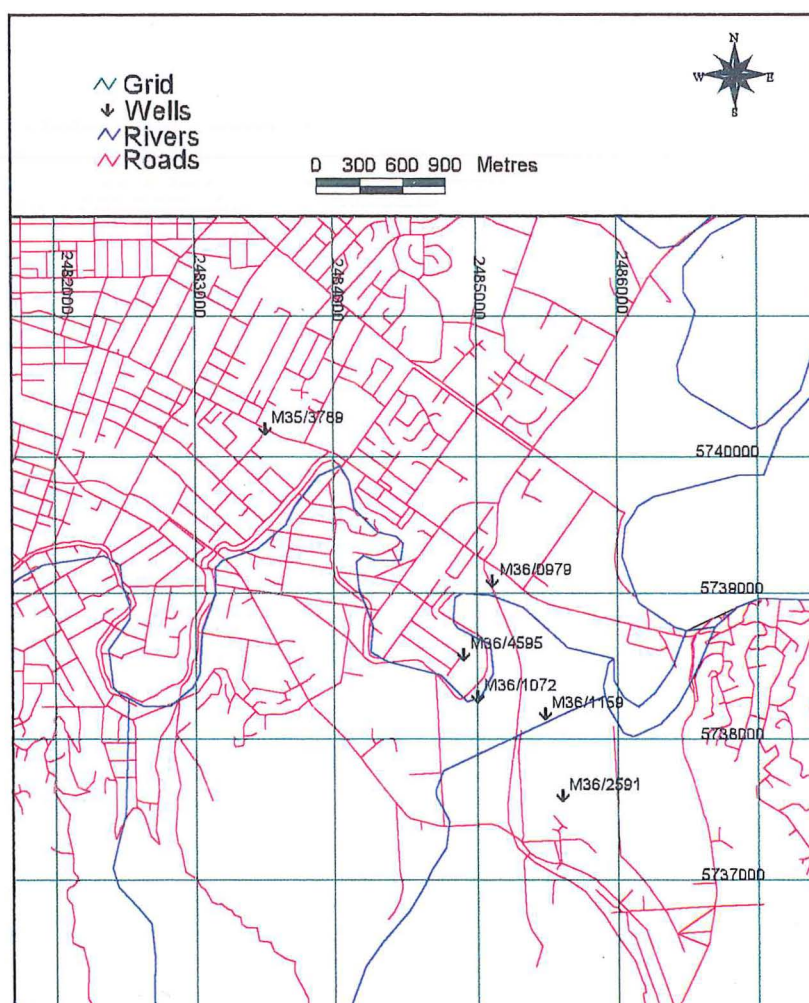 N
W E
S
Grid
Wells
Rivers
Roads
0 300 600 900 Metres
2482000
2483000
2484000
2485000
2486000
M35/3789
5740000
M36/0979
5739000
M36/4595
M36/1072
M36/1159
5738000
M36/2591
5737000